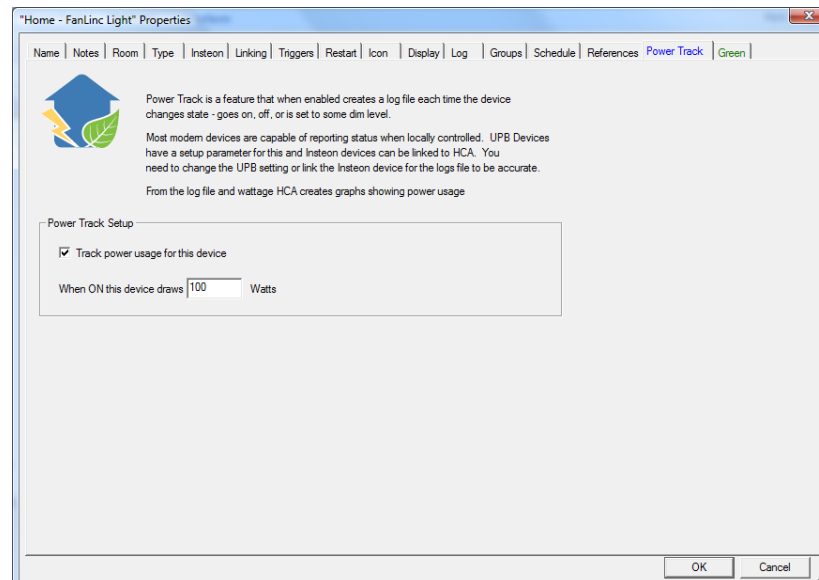 "Home - FanLinc Light" Properties
Name Notes Room Type Insteon Linking Triggers Restart Icon Display Log Groups Schedule References Power Track Green
Power Track is a feature that when enabled creates a log file each time the device
changes state - goes on, off, or is set to some dim level.
Most modern devices are capable of reporting status when locally controlled. UPB Devices
have a setup parameter for this and Insteon devices can be linked to HCA. You
need to change the UPB setting or link the Insteon device for the logs file to be accurate.
From the log file and wattage HCA creates graphs showing power usage
Power Track Setup
Track power usage for this device
When ON this device draws 100 Watts
OK Cancel